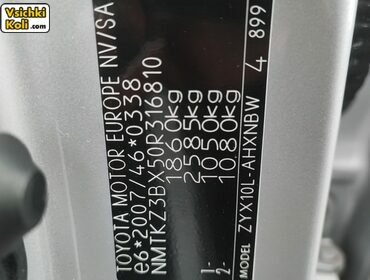 Vsichki
Koli.com
TOYOTA MOTOR EUROPE NV/SA
e6*2007/46*0338
NMTKZ3BX50R316810
1860kg
2585kg
1- 1050kg
2- 1080kg
MODEL ZYX10L-AHXNBW 4 899